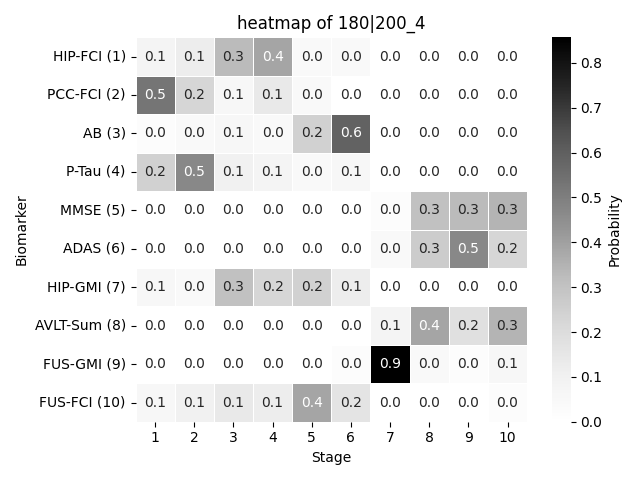 heatmap of 180|200_4
HIP-FCI (1) 0.1 0.1 0.3 0.4 0.0 0.0 0.0 0.0 0.0 0.0
PCC-FCI (2) 0.5 0.2 0.1 0.1 0.0 0.0 0.0 0.0 0.0 0.0
AB (3) 0.0 0.0 0.1 0.0 0.2 0.6 0.0 0.0 0.0 0.0
P-Tau (4) 0.2 0.5 0.1 0.1 0.0 0.1 0.0 0.0 0.0 0.0
MMSE (5) 0.0 0.0 0.0 0.0 0.0 0.0 0.0 0.3 0.3 0.3
ADAS (6) 0.0 0.0 0.0 0.0 0.0 0.0 0.0 0.3 0.5 0.2
HIP-GMI (7) 0.1 0.0 0.3 0.2 0.2 0.1 0.0 0.0 0.0 0.0
AVLT-Sum (8) 0.0 0.0 0.0 0.0 0.0 0.0 0.1 0.4 0.2 0.3
FUS-GMI (9) 0.0 0.0 0.0 0.0 0.0 0.0 0.9 0.0 0.0 0.1
FUS-FCI (10) 0.1 0.1 0.1 0.1 0.4 0.2 0.0 0.0 0.0 0.0
1 2 3 4 5 6 7 8 9 10
Stage
Biomarker
0.8
0.7
0.6
0.5
0.4
0.3
0.2
0.1
0.0
Probability